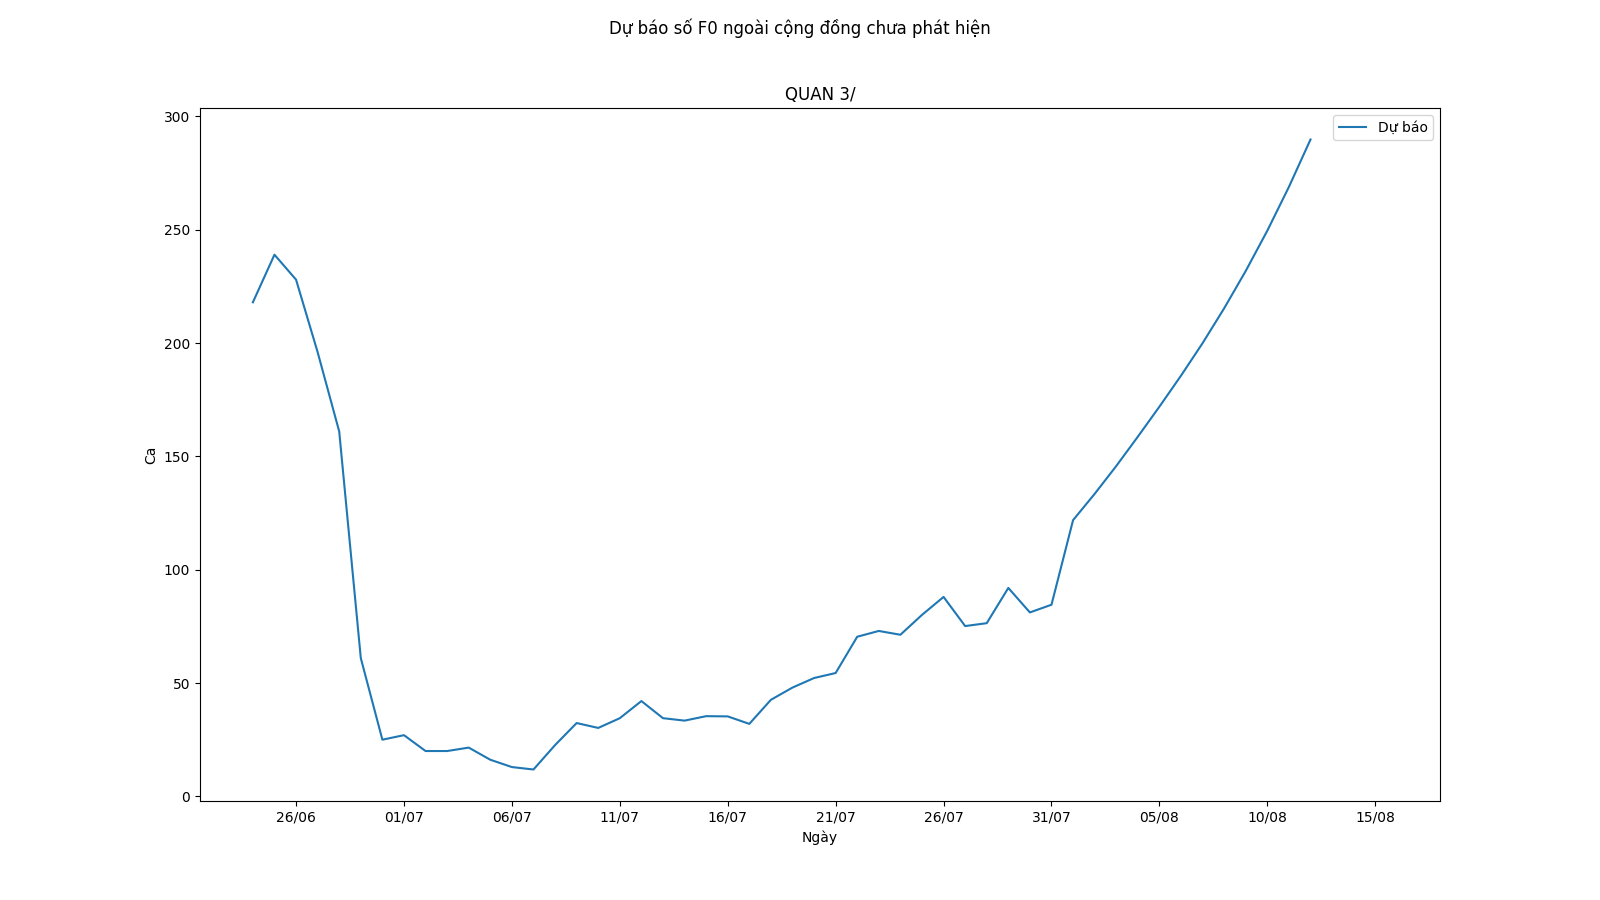 Dự báo số F0 ngoài cộng đồng chưa phát hiện
QUAN 3/
Dự báo
300
250
200
150
100
50
0
Ca
26/06 01/07 06/07 11/07 16/07 21/07 26/07 31/07 05/08 10/08 15/08
Ngày